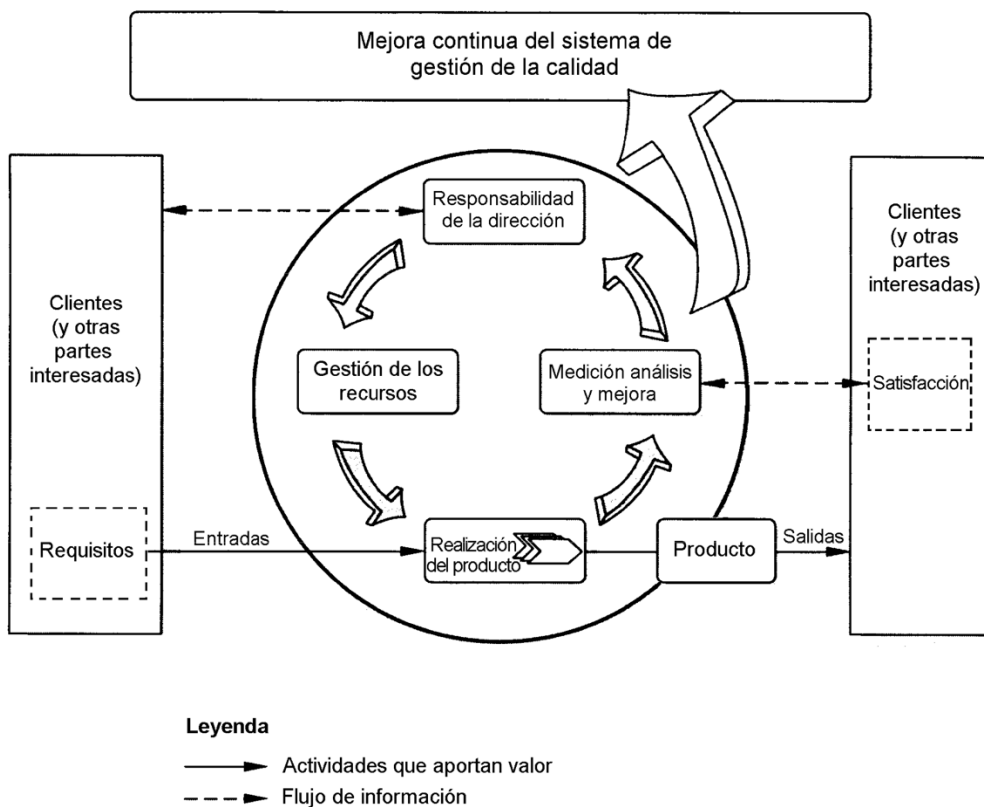 Mejora continua del sistema de
gestión de la calidad
Responsabilidad
de la dirección
Clientes
(y otras
partes
interesadas)
Clientes
(y otras
partes
interesadas)
Gestión de los
recursos
Medición análisis
y mejora
Satisfacción
Requisitos
Entradas
Realización
del producto
Producto
Salidas
Leyenda
Actividades que aportan valor
Flujo de información